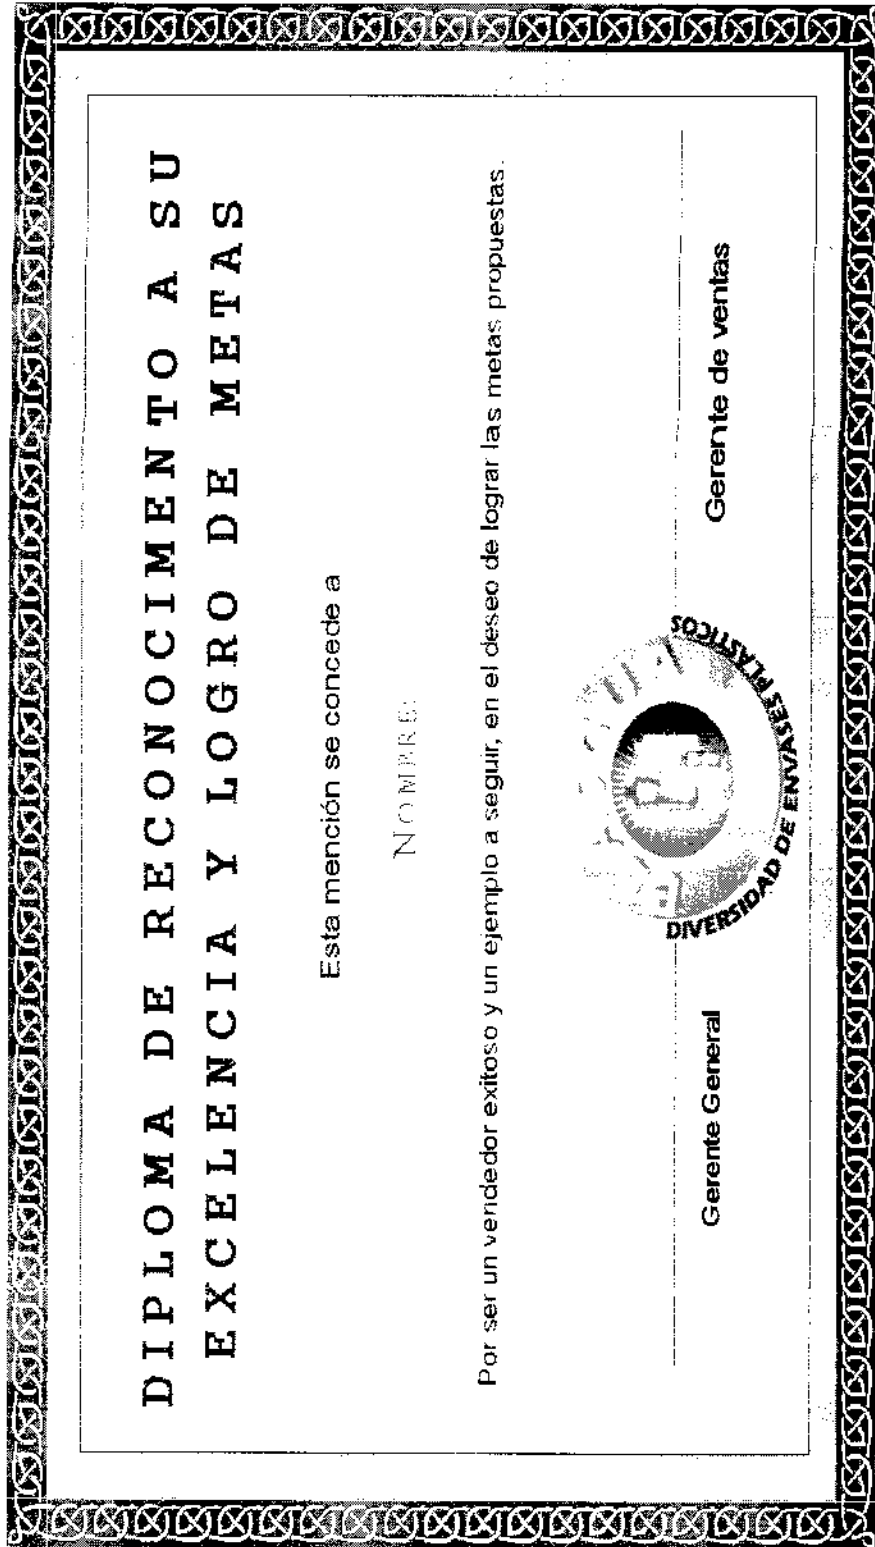 DIPLOMA DE RECONOCIMENTO A SU
EXCELENCIA Y LOGRO DE METAS
Esta mención se concede a
NOMBRE
Por ser un vendedor exitoso y un ejemplo a seguir, en el deseo de lograr las metas propuestas.
DIVERSIDAD DE ENVASES PLASTICOS
Gerente General
Gerente de ventas